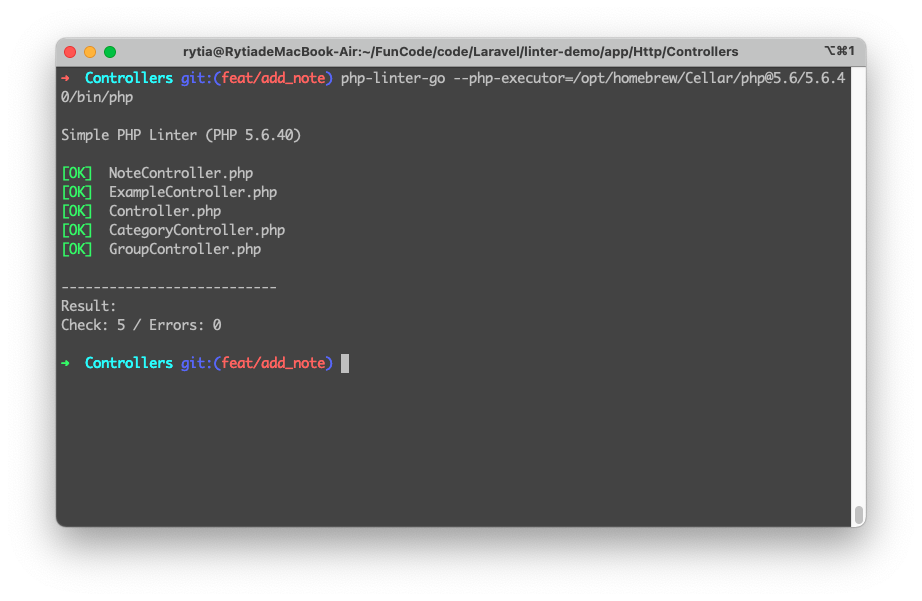 rytia@RytiadeMacBook-Air:~/FunCode/code/Laravel/linter-demo/app/Http/Controllers ⌥⌘1
➜ Controllers git:(feat/add_note) php-linter-go --php-executor=/opt/homebrew/Cellar/php@5.6/5.6.4
0/bin/php
Simple PHP Linter (PHP 5.6.40)
[OK] NoteController.php
[OK] ExampleController.php
[OK] Controller.php
[OK] CategoryController.php
[OK] GroupController.php
---------------------------
Result:
Check: 5 / Errors: 0
➜ Controllers git:(feat/add_note)